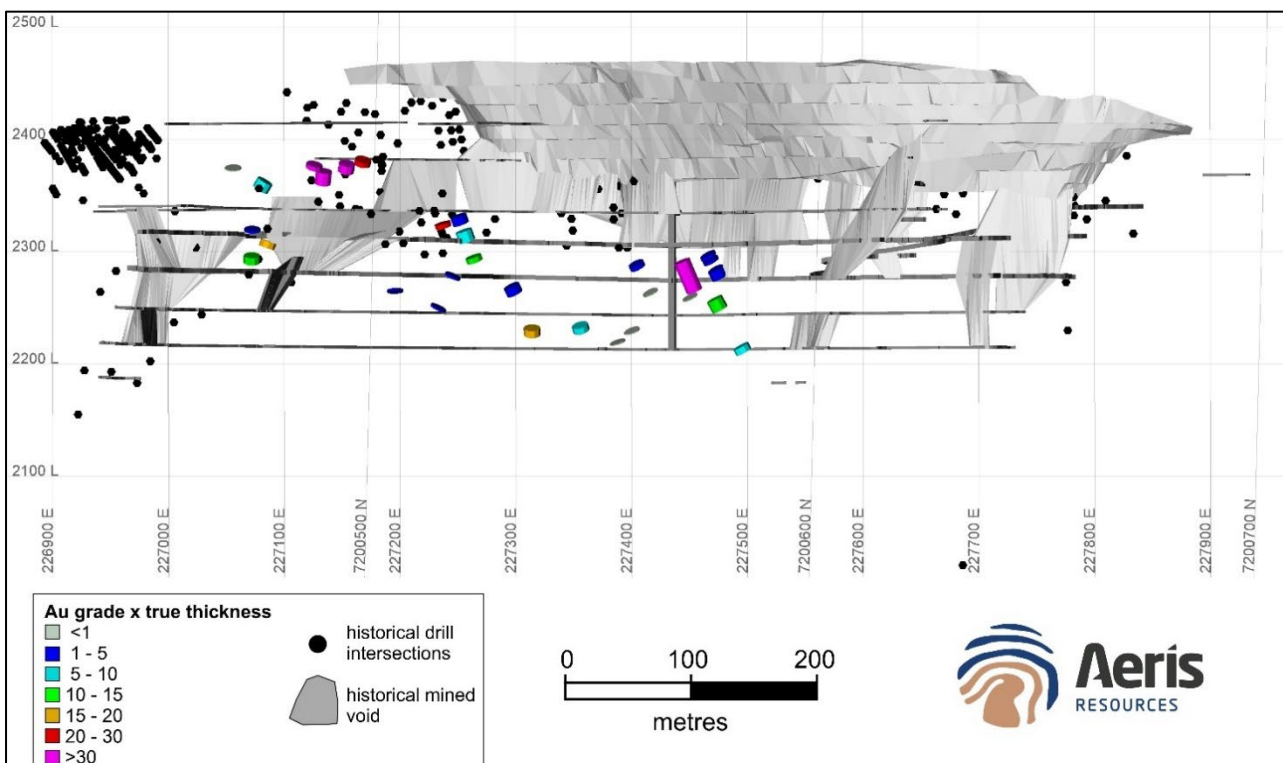 2500 L
2400 L
2300 L
2200 L
2100 L
226900 E
227000 E
227100 E
7200500 N
227200 E
227300 E
227400 E
227500 E
7200600 N
227600 E
227700 E
227800 E
227900 E
7200700 N
Au grade x true thickness
<1
1 - 5
5 - 10
10 - 15
15 - 20
20 - 30
>30
historical drill
intersections
historical mined
void
0 100 200
metres
Aeris
RESOURCES